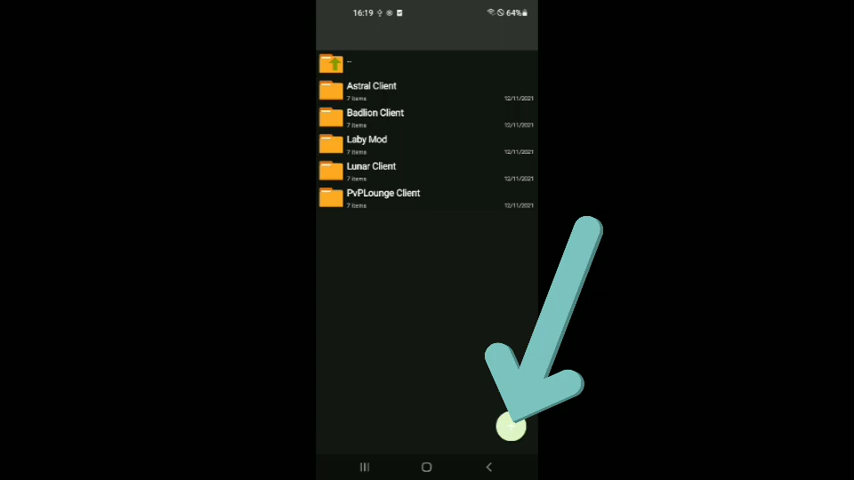 16:19
64%
..
Astral Client
7 items
12/11/2021
Badlion Client
7 items
12/11/2021
Laby Mod
7 items
12/11/2021
Lunar Client
7 items
12/11/2021
PvPLounge Client
7 items
12/11/2021